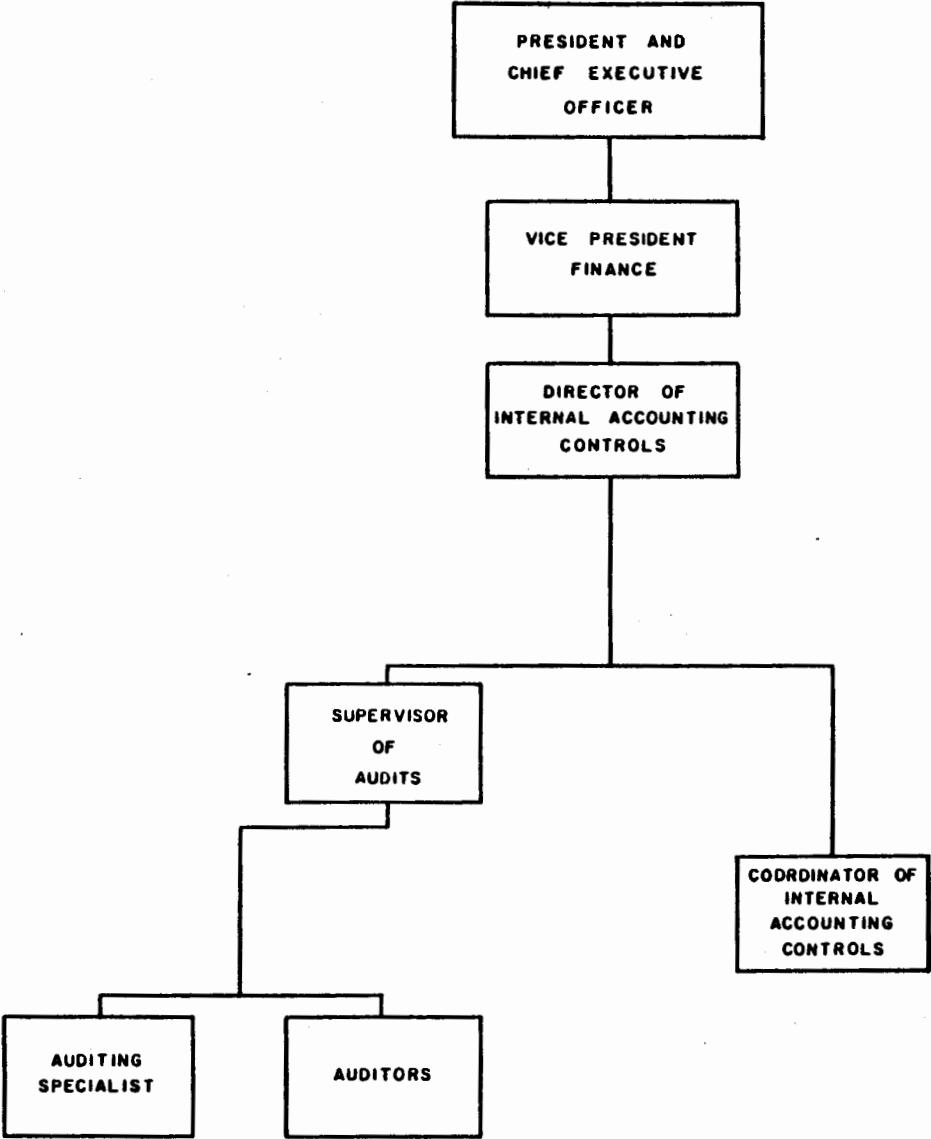 PRESIDENT AND
CHIEF EXECUTIVE
OFFICER
VICE PRESIDENT
FINANCE
DIRECTOR OF
INTERNAL ACCOUNTING
CONTROLS
SUPERVISOR
OF
AUDITS
CODRDINATOR OF
INTERNAL
ACCOUNTING
CONTROLS
AUDITING
SPECIALIST
AUDITORS